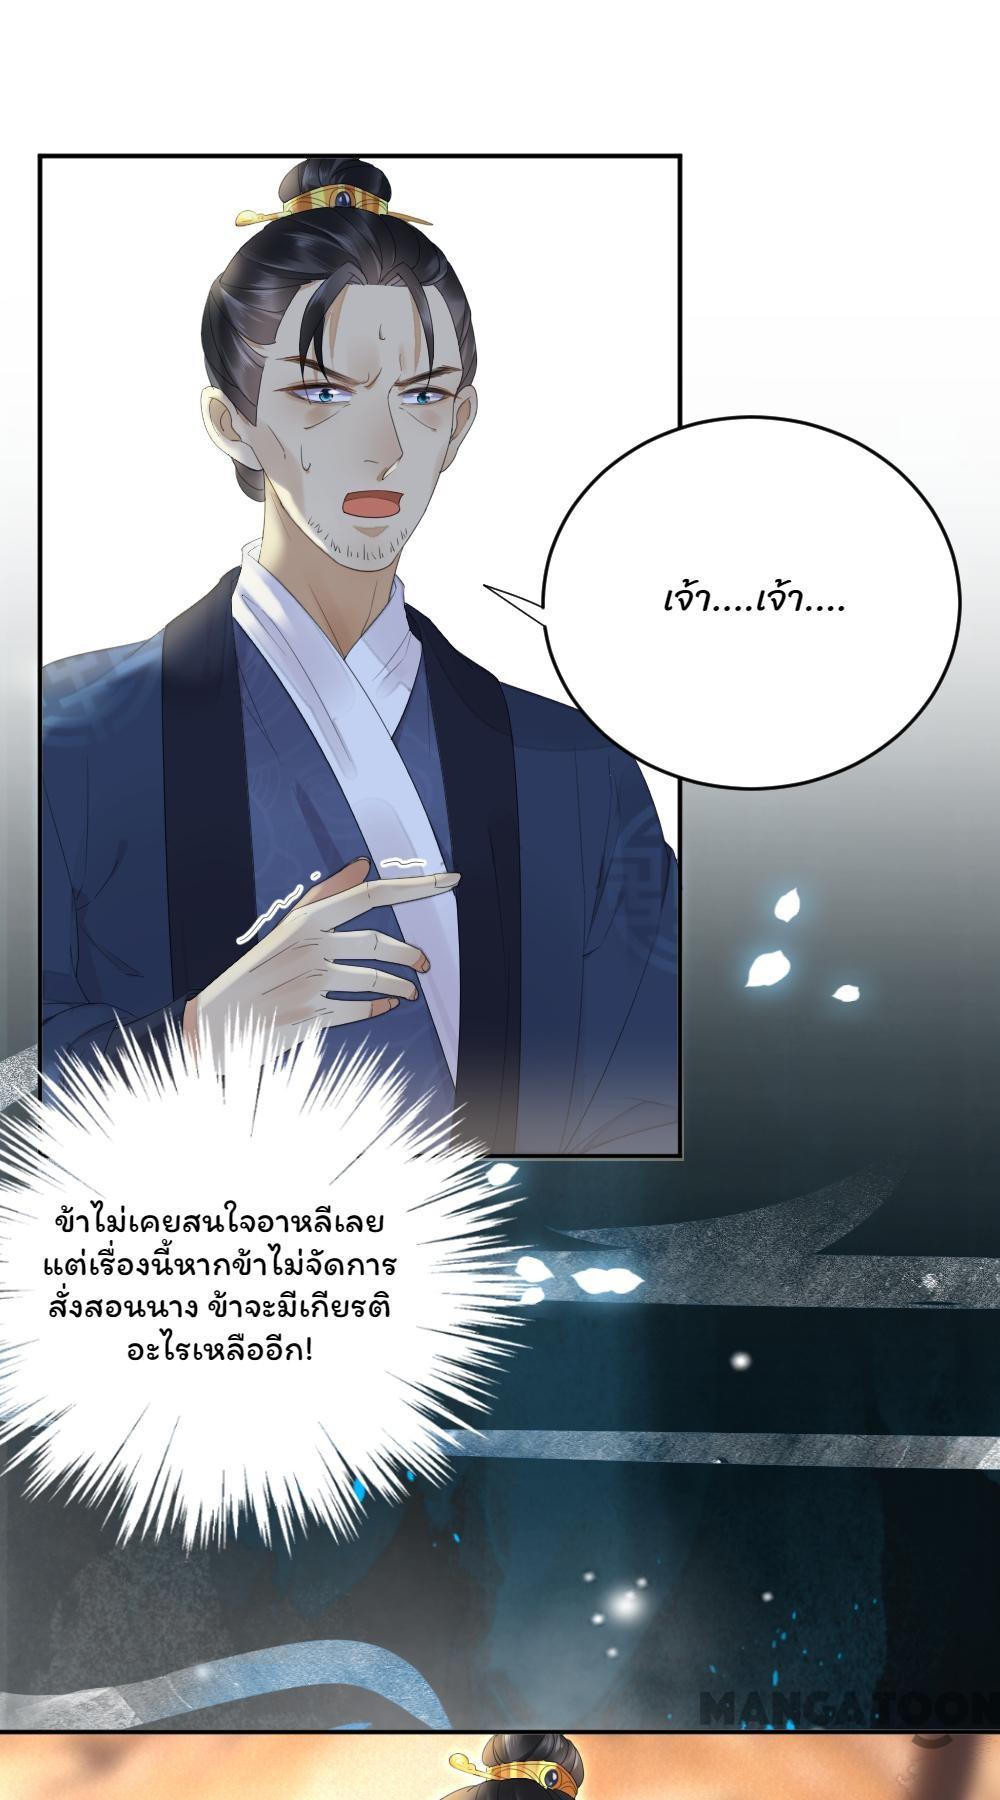 เจ้า....เจ้า....
ข้าไม่เคยสนใจอาหลีเลย
แต่เรื่องนี้หากข้าไม่จัดการ
สั่งสอนนาง ข้าจะมีเกียรติ
อะไรเหลืออีก!
MANGATOON